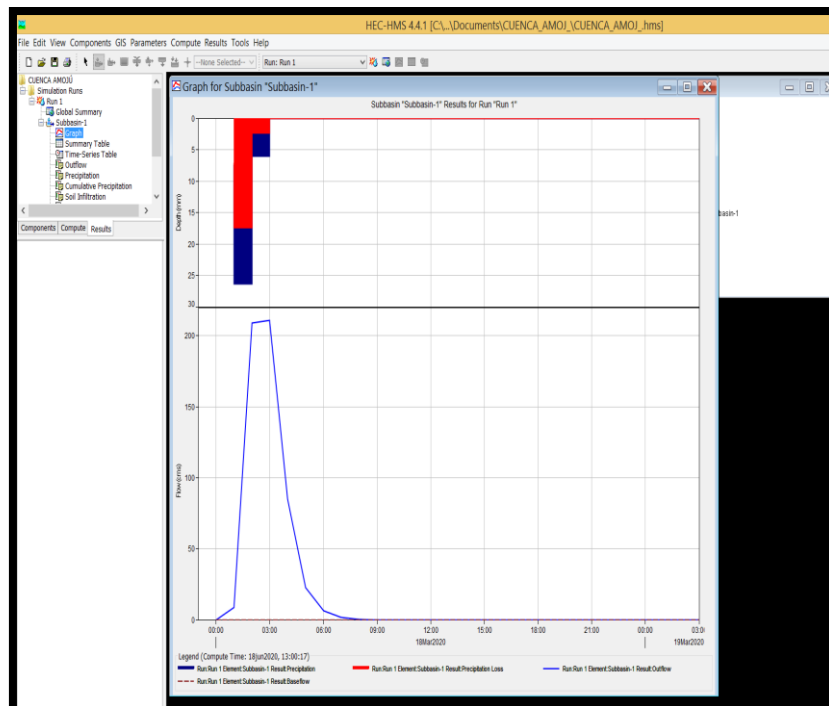 HEC-HMS 4.4.1 [C:\...\Documents\CUENCA_AMOJ_\CUENCA_AMOJ_.hms]
File Edit View Components GIS Parameters Compute Results Tools Help
--None Selected-- Run: Run 1
CUENCA AMOJÚ
Simulation Runs
Run 1
Global Summary
Subbasin-1
Graph
Summary Table
Time-Series Table
Outflow
Precipitation
Cumulative Precipitation
Soil Infiltration
Components Compute Results
Graph for Subbasin "Subbasin-1"
Subbasin "Subbasin-1" Results for Run "Run 1"
Depth (mm)
0
5
10
15
20
25
30
Flow (cms)
200
150
100
50
0
00:00 03:00 06:00 09:00 12:00 15:00 18:00 21:00 00:00 03:00
18Mar2020 19Mar2020
Legend (Compute Time: 18jun2020, 13:00:17)
Run:Run 1 Element:Subbasin-1 Result:Precipitation Run:Run 1 Element:Subbasin-1 Result:Precipitation Loss Run:Run 1 Element:Subbasin-1 Result:Outflow
Run:Run 1 Element:Subbasin-1 Result:Baseflow
basin-1